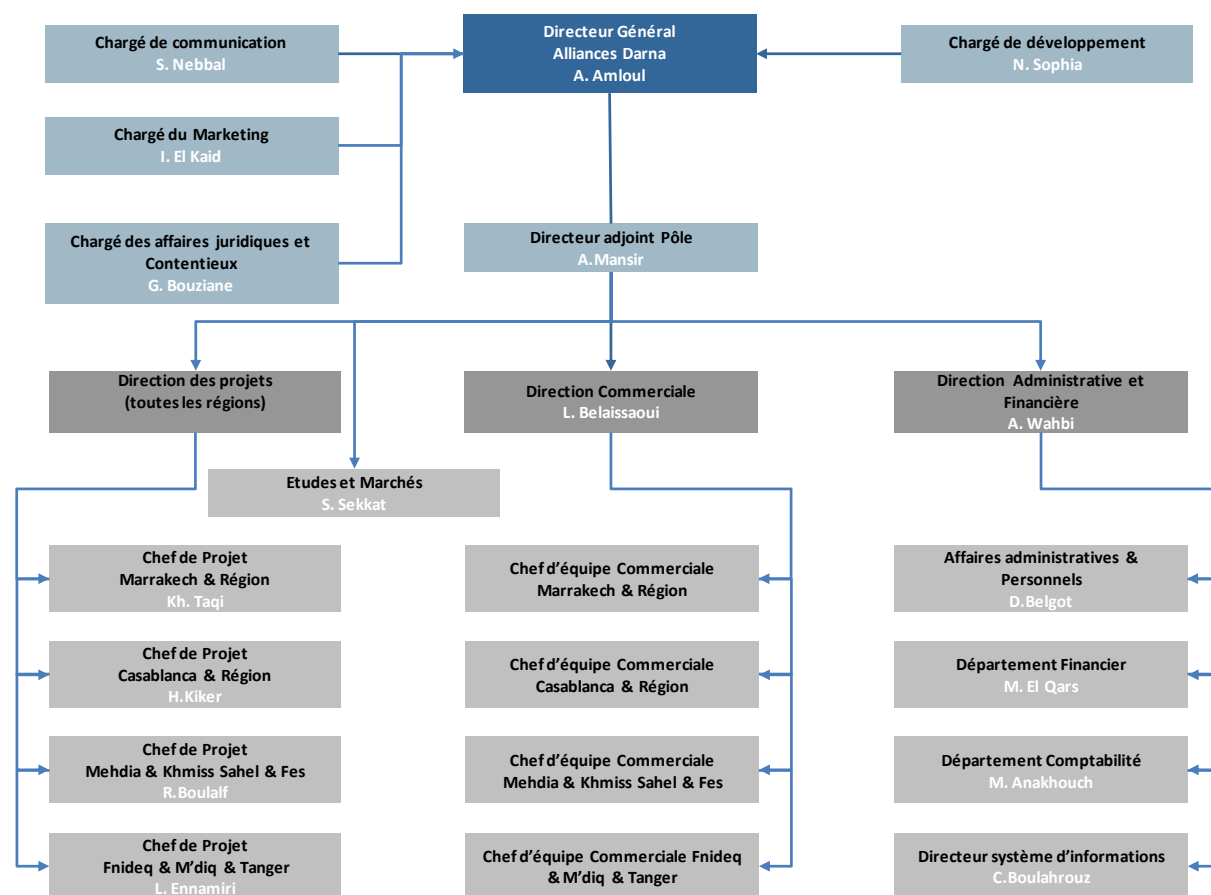 Chargé de communication
S. Nebbal
Directeur Général
Alliances Darna
A. Amloul
Chargé de développement
N. Sophia
Chargé du Marketing
I. El Kaid
Chargé des affaires juridiques et
Contentieux
G. Bouziane
Directeur adjoint Pôle
A.Mansir
Direction des projets
(toutes les régions)
Direction Commerciale
L. Belaissaoui
Direction Administrative et
Financière
A. Wahbi
Etudes et Marchés
S. Sekkat
Chef de Projet
Marrakech & Région
Kh. Taqi
Chef d'équipe Commerciale
Marrakech & Région
Affaires administratives &
Personnels
D.Belgot
Chef de Projet
Casablanca & Région
H.Kiker
Chef d'équipe Commerciale
Casablanca & Région
Département Financier
M. El Qars
Chef de Projet
Mehdia & Khmiss Sahel & Fes
R.Boulalf
Chef d'équipe Commerciale
Mehdia & Khmiss Sahel & Fes
Département Comptabilité
M. Anakhouch
Chef de Projet
Fnideq & M'diq & Tanger
L. Ennamiri
Chef d'équipe Commerciale Fnideq
& M'diq & Tanger
Directeur système d'informations
C.Boulahrouz